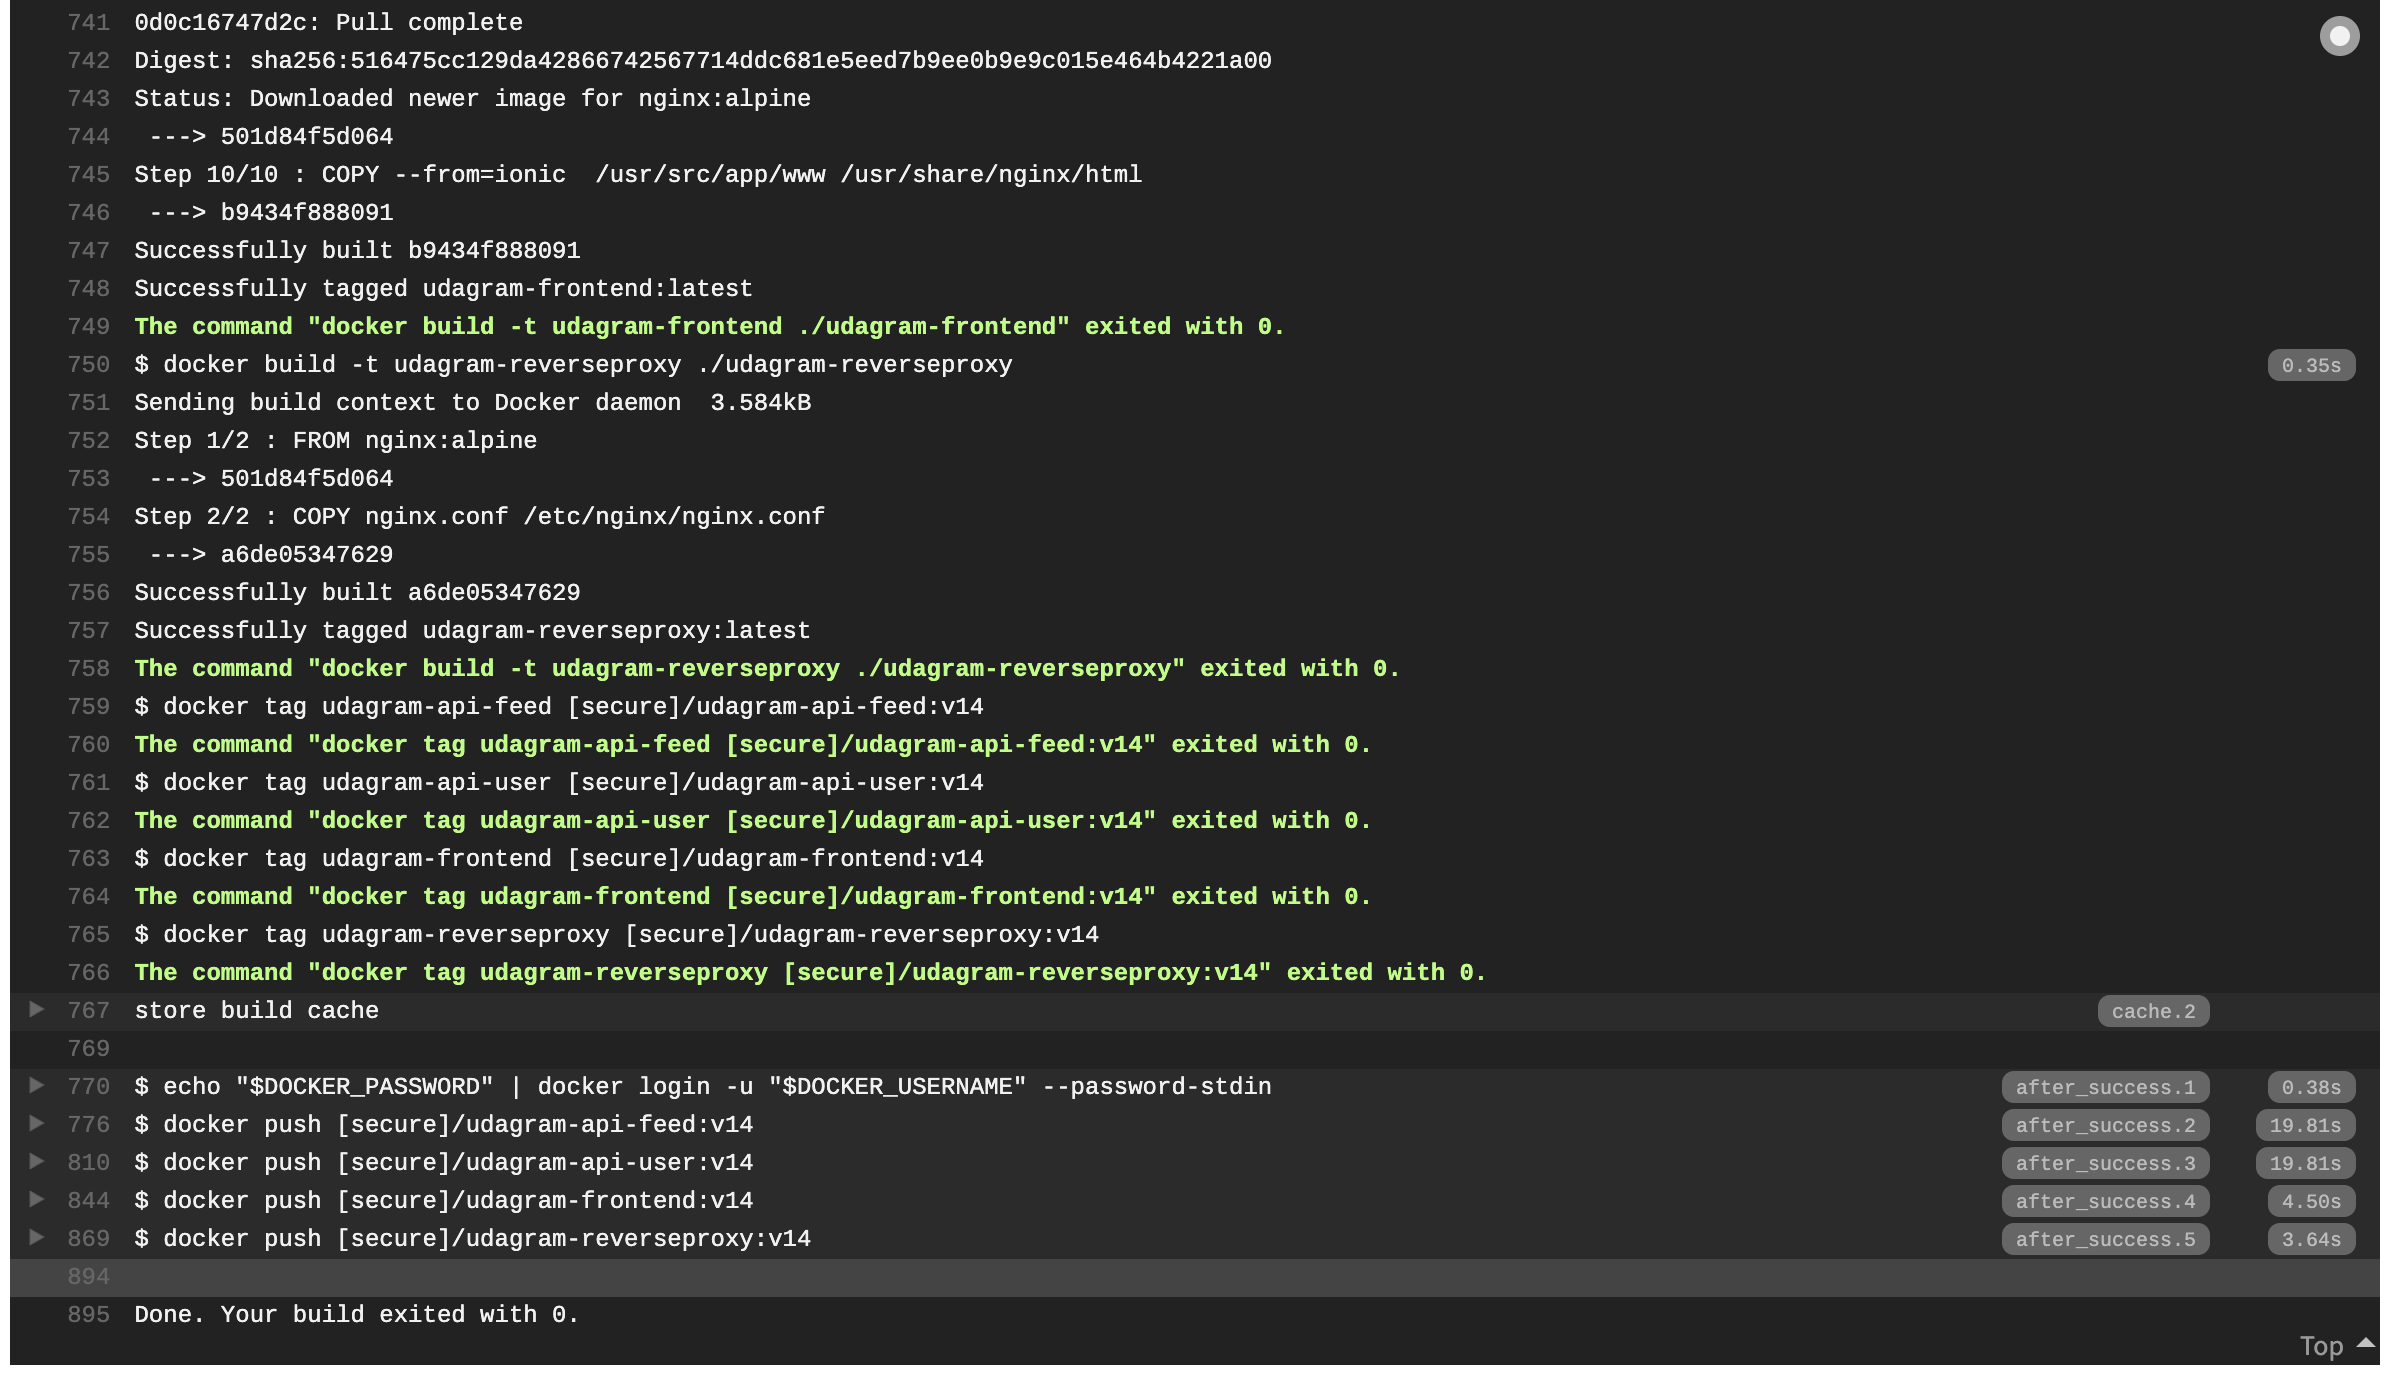 741 0d0c16747d2c: Pull complete
742 Digest: sha256:516475cc129da42866742567714ddc681e5eed7b9ee0b9e9c015e464b4221a00
743 Status: Downloaded newer image for nginx:alpine
744  ---> 501d84f5d064
745 Step 10/10 : COPY --from=ionic  /usr/src/app/www /usr/share/nginx/html
746  ---> b9434f888091
747 Successfully built b9434f888091
748 Successfully tagged udagram-frontend:latest
749 The command "docker build -t udagram-frontend ./udagram-frontend" exited with 0.
750 $ docker build -t udagram-reverseproxy ./udagram-reverseproxy 0.35s
751 Sending build context to Docker daemon  3.584kB
752 Step 1/2 : FROM nginx:alpine
753  ---> 501d84f5d064
754 Step 2/2 : COPY nginx.conf /etc/nginx/nginx.conf
755  ---> a6de05347629
756 Successfully built a6de05347629
757 Successfully tagged udagram-reverseproxy:latest
758 The command "docker build -t udagram-reverseproxy ./udagram-reverseproxy" exited with 0.
759 $ docker tag udagram-api-feed [secure]/udagram-api-feed:v14
760 The command "docker tag udagram-api-feed [secure]/udagram-api-feed:v14" exited with 0.
761 $ docker tag udagram-api-user [secure]/udagram-api-user:v14
762 The command "docker tag udagram-api-user [secure]/udagram-api-user:v14" exited with 0.
763 $ docker tag udagram-frontend [secure]/udagram-frontend:v14
764 The command "docker tag udagram-frontend [secure]/udagram-frontend:v14" exited with 0.
765 $ docker tag udagram-reverseproxy [secure]/udagram-reverseproxy:v14
766 The command "docker tag udagram-reverseproxy [secure]/udagram-reverseproxy:v14" exited with 0.
767 store build cache cache.2
769
770 $ echo "$DOCKER_PASSWORD" | docker login -u "$DOCKER_USERNAME" --password-stdin after_success.1 0.38s
776 $ docker push [secure]/udagram-api-feed:v14 after_success.2 19.81s
810 $ docker push [secure]/udagram-api-user:v14 after_success.3 19.81s
844 $ docker push [secure]/udagram-frontend:v14 after_success.4 4.50s
869 $ docker push [secure]/udagram-reverseproxy:v14 after_success.5 3.64s
894
895 Done. Your build exited with 0.
Top